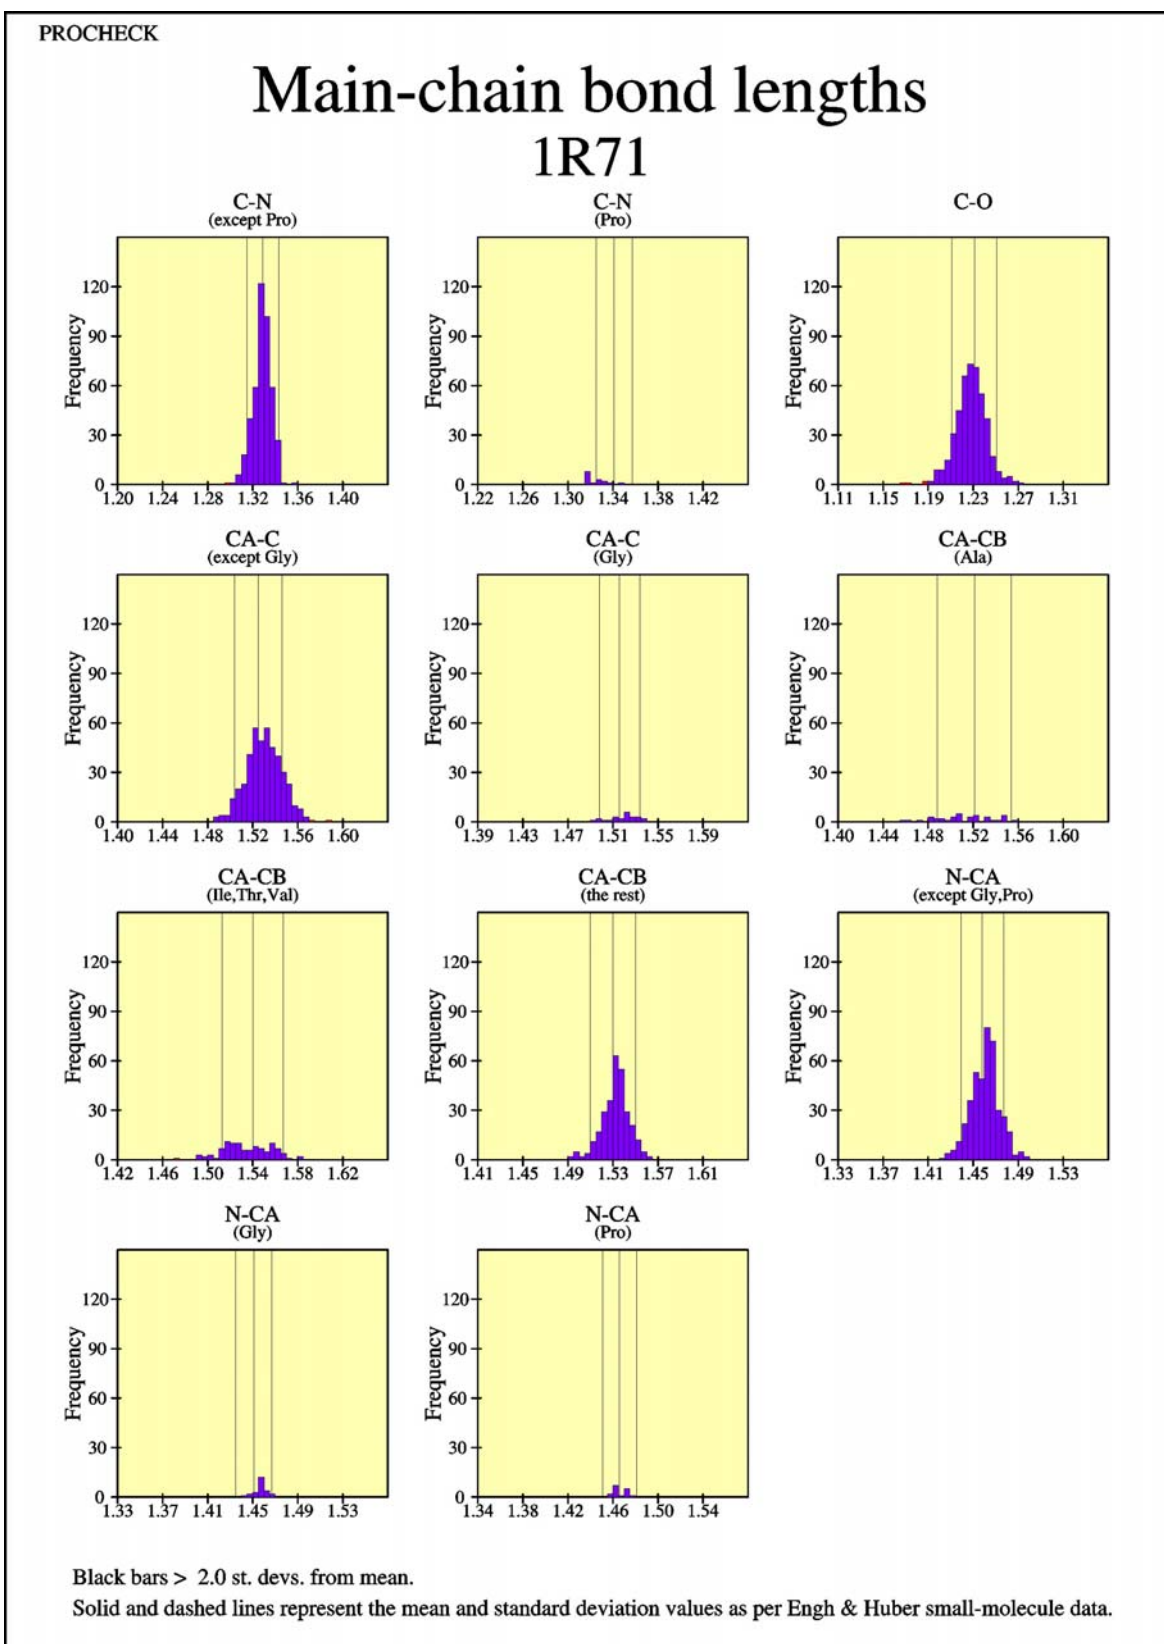 PROCHECK
Main-chain bond lengths
1R71
C-N
(except Pro)
Frequency
120
90
60
30
0
1.20 1.24 1.28 1.32 1.36 1.40
C-N
(Pro)
Frequency
120
90
60
30
0
1.22 1.26 1.30 1.34 1.38 1.42
C-O
Frequency
120
90
60
30
0
1.11 1.15 1.19 1.23 1.27 1.31
CA-C
(except Gly)
Frequency
120
90
60
30
0
1.40 1.44 1.48 1.52 1.56 1.60
CA-C
(Gly)
Frequency
120
90
60
30
0
1.39 1.43 1.47 1.51 1.55 1.59
CA-CB
(Ala)
Frequency
120
90
60
30
0
1.40 1.44 1.48 1.52 1.56 1.60
CA-CB
(Ile,Thr,Val)
Frequency
120
90
60
30
0
1.42 1.46 1.50 1.54 1.58 1.62
CA-CB
(the rest)
Frequency
120
90
60
30
0
1.41 1.45 1.49 1.53 1.57 1.61
N-CA
(except Gly,Pro)
Frequency
120
90
60
30
0
1.33 1.37 1.41 1.45 1.49 1.53
N-CA
(Gly)
Frequency
120
90
60
30
0
1.33 1.37 1.41 1.45 1.49 1.53
N-CA
(Pro)
Frequency
120
90
60
30
0
1.34 1.38 1.42 1.46 1.50 1.54
Black bars > 2.0 st. devs. from mean.
Solid and dashed lines represent the mean and standard deviation values as per Engh & Huber small-molecule data.